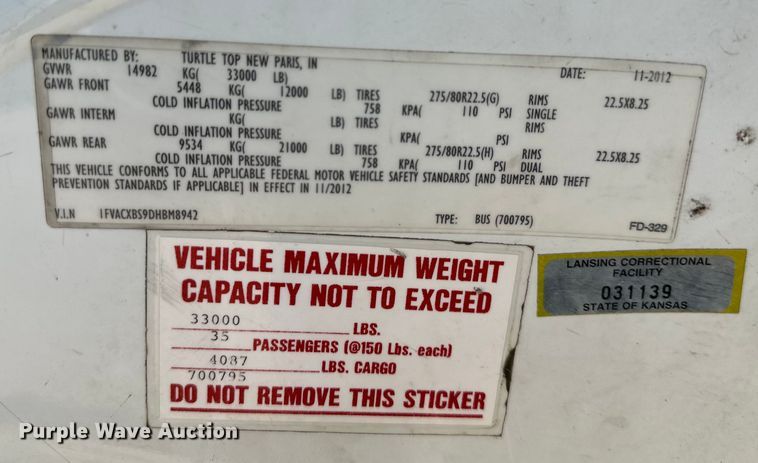 MANUFACTURED BY: TURTLE TOP NEW PARIS, IN DATE: 11-2012
GVWR 14982 KG( 33000 LB)
GAWR FRONT 5448 KG( 12000 LB) TIRES 275/80R22.5(G) RIMS 22.5X8.25
COLD INFLATION PRESSURE 758 KPA( 110 PSI SINGLE
GAWR INTERM KG( LB) TIRES RIMS
COLD INFLATION PRESSURE KPA( PSI
GAWR REAR 9534 KG( 21000 LB) TIRES 275/80R22.5(H) RIMS 22.5X8.25
COLD INFLATION PRESSURE 758 KPA( 110 PSI DUAL
THIS VEHICLE CONFORMS TO ALL APPLICABLE FEDERAL MOTOR VEHICLE SAFETY STANDARDS [AND BUMPER AND THEFT
PREVENTION STANDARDS IF APPLICABLE] IN EFFECT IN 11/2012
V.I.N 1FVACXBS9DHBM8942 TYPE: BUS (700795) FD-329
VEHICLE MAXIMUM WEIGHT
CAPACITY NOT TO EXCEED
33000 LBS.
35 PASSENGERS (@150 Lbs. each)
4087 LBS. CARGO
700795
DO NOT REMOVE THIS STICKER
LANSING CORRECTIONAL
FACILITY
031139
STATE OF KANSAS
Purple Wave Auction